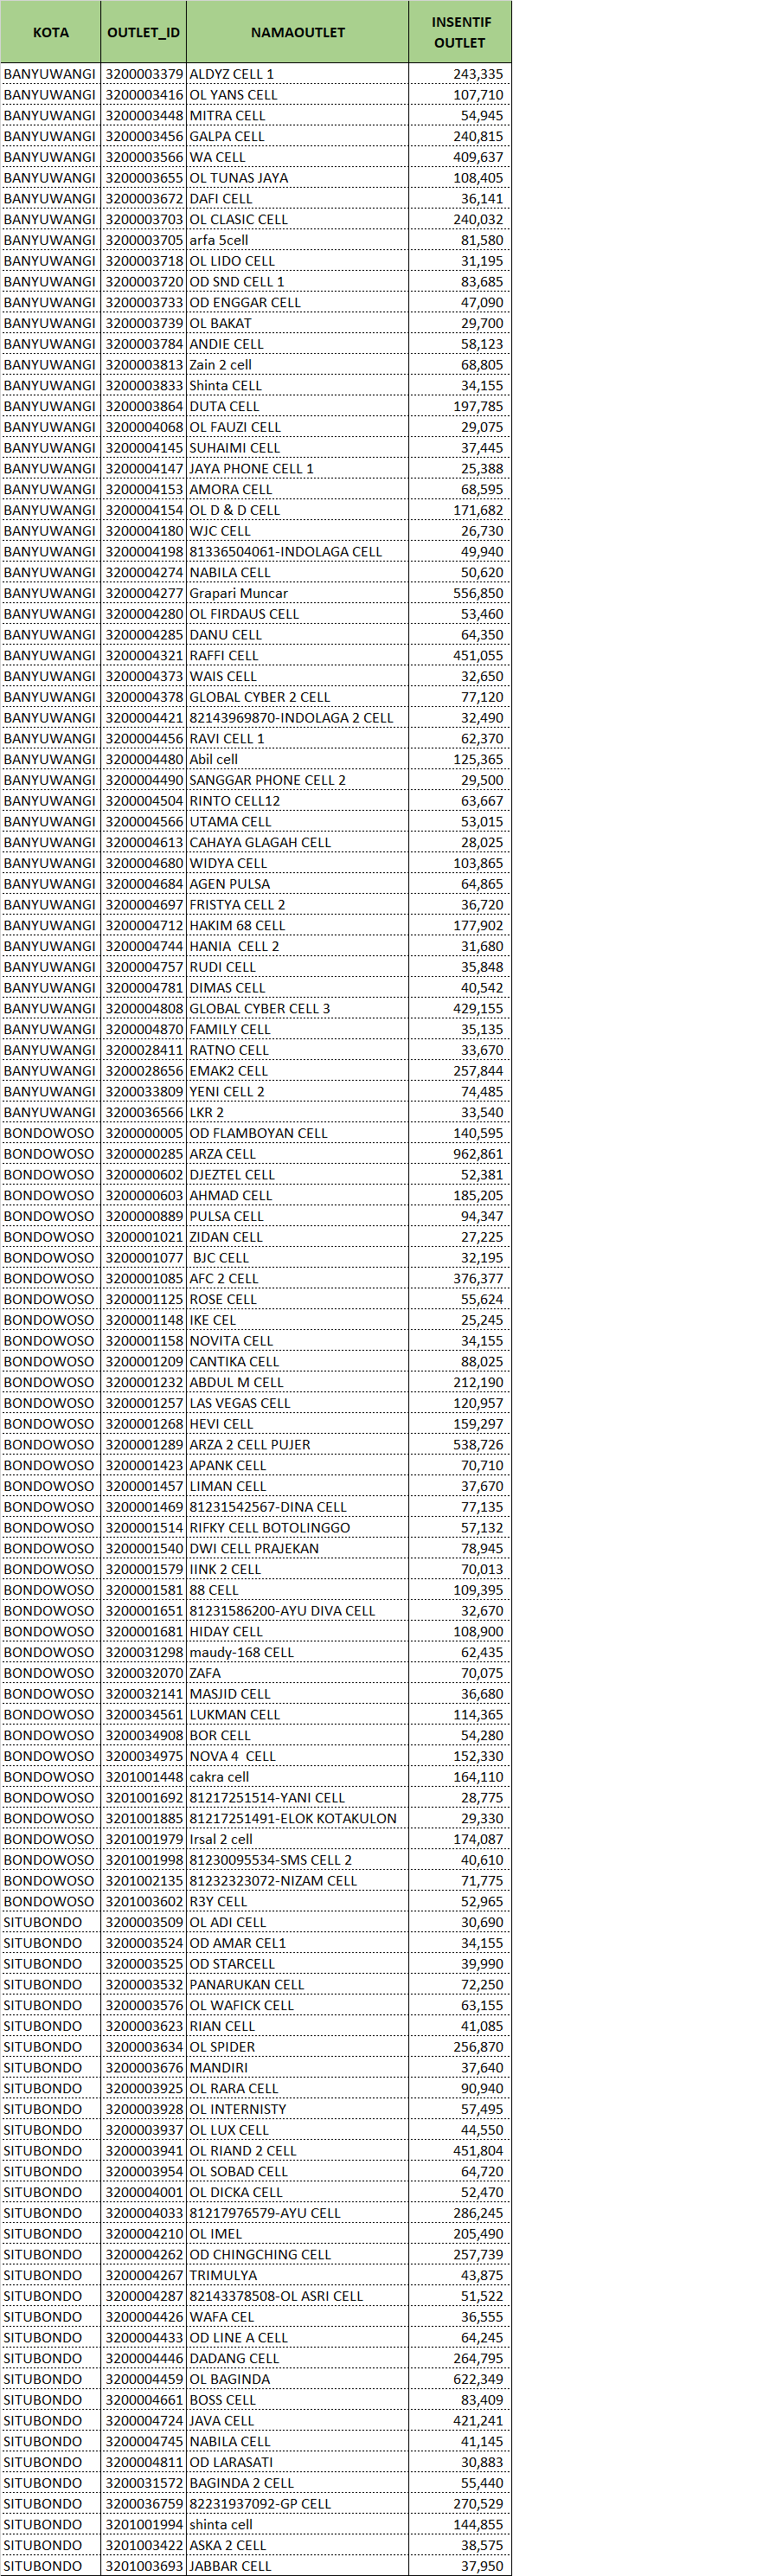 KOTA OUTLET_ID NAMAOUTLET INSENTIF OUTLET
BANYUWANGI 3200003379 ALDYZ CELL 1 243,335
BANYUWANGI 3200003416 OL YANS CELL 107,710
BANYUWANGI 3200003448 MITRA CELL 54,945
BANYUWANGI 3200003456 GALPA CELL 240,815
BANYUWANGI 3200003566 WA CELL 409,637
BANYUWANGI 3200003655 OL TUNAS JAYA 108,405
BANYUWANGI 3200003672 DAFI CELL 36,141
BANYUWANGI 3200003703 OL CLASIC CELL 240,032
BANYUWANGI 3200003705 arfa 5cell 81,580
BANYUWANGI 3200003718 OL LIDO CELL 31,195
BANYUWANGI 3200003720 OD SND CELL 1 83,685
BANYUWANGI 3200003733 OD ENGGAR CELL 47,090
BANYUWANGI 3200003739 OL BAKAT 29,700
BANYUWANGI 3200003784 ANDIE CELL 58,123
BANYUWANGI 3200003813 Zain 2 cell 68,805
BANYUWANGI 3200003833 Shinta CELL 34,155
BANYUWANGI 3200003864 DUTA CELL 197,785
BANYUWANGI 3200004068 OL FAUZI CELL 29,075
BANYUWANGI 3200004145 SUHAIMI CELL 37,445
BANYUWANGI 3200004147 JAYA PHONE CELL 1 25,388
BANYUWANGI 3200004153 AMORA CELL 68,595
BANYUWANGI 3200004154 OL D & D CELL 171,682
BANYUWANGI 3200004180 WJC CELL 26,730
BANYUWANGI 3200004198 81336504061-INDOLAGA CELL 49,940
BANYUWANGI 3200004274 NABILA CELL 50,620
BANYUWANGI 3200004277 Grapari Muncar 556,850
BANYUWANGI 3200004280 OL FIRDAUS CELL 53,460
BANYUWANGI 3200004285 DANU CELL 64,350
BANYUWANGI 3200004321 RAFFI CELL 451,055
BANYUWANGI 3200004373 WAIS CELL 32,650
BANYUWANGI 3200004378 GLOBAL CYBER 2 CELL 77,120
BANYUWANGI 3200004421 82143969870-INDOLAGA 2 CELL 32,490
BANYUWANGI 3200004456 RAVI CELL 1 62,370
BANYUWANGI 3200004480 Abil cell 125,365
BANYUWANGI 3200004490 SANGGAR PHONE CELL 2 29,500
BANYUWANGI 3200004504 RINTO CELL12 63,667
BANYUWANGI 3200004566 UTAMA CELL 53,015
BANYUWANGI 3200004613 CAHAYA GLAGAH CELL 28,025
BANYUWANGI 3200004680 WIDYA CELL 103,865
BANYUWANGI 3200004684 AGEN PULSA 64,865
BANYUWANGI 3200004697 FRISTYA CELL 2 36,720
BANYUWANGI 3200004712 HAKIM 68 CELL 177,902
BANYUWANGI 3200004744 HANIA  CELL 2 31,680
BANYUWANGI 3200004757 RUDI CELL 35,848
BANYUWANGI 3200004781 DIMAS CELL 40,542
BANYUWANGI 3200004808 GLOBAL CYBER CELL 3 429,155
BANYUWANGI 3200004870 FAMILY CELL 35,135
BANYUWANGI 3200028411 RATNO CELL 33,670
BANYUWANGI 3200028656 EMAK2 CELL 257,844
BANYUWANGI 3200033809 YENI CELL 2 74,485
BANYUWANGI 3200036566 LKR 2 33,540
BONDOWOSO 3200000005 OD FLAMBOYAN CELL 140,595
BONDOWOSO 3200000285 ARZA CELL 962,861
BONDOWOSO 3200000602 DJEZTEL CELL 52,381
BONDOWOSO 3200000603 AHMAD CELL 185,205
BONDOWOSO 3200000889 PULSA CELL 94,347
BONDOWOSO 3200001021 ZIDAN CELL 27,225
BONDOWOSO 3200001077 BJC CELL 32,195
BONDOWOSO 3200001085 AFC 2 CELL 376,377
BONDOWOSO 3200001125 ROSE CELL 55,624
BONDOWOSO 3200001148 IKE CEL 25,245
BONDOWOSO 3200001158 NOVITA CELL 34,155
BONDOWOSO 3200001209 CANTIKA CELL 88,025
BONDOWOSO 3200001232 ABDUL M CELL 212,190
BONDOWOSO 3200001257 LAS VEGAS CELL 120,957
BONDOWOSO 3200001268 HEVI CELL 159,297
BONDOWOSO 3200001289 ARZA 2 CELL PUJER 538,726
BONDOWOSO 3200001423 APANK CELL 70,710
BONDOWOSO 3200001457 LIMAN CELL 37,670
BONDOWOSO 3200001469 81231542567-DINA CELL 77,135
BONDOWOSO 3200001514 RIFKY CELL BOTOLINGGO 57,132
BONDOWOSO 3200001540 DWI CELL PRAJEKAN 78,945
BONDOWOSO 3200001579 IINK 2 CELL 70,013
BONDOWOSO 3200001581 88 CELL 109,395
BONDOWOSO 3200001651 81231586200-AYU DIVA CELL 32,670
BONDOWOSO 3200001681 HIDAY CELL 108,900
BONDOWOSO 3200031298 maudy-168 CELL 62,435
BONDOWOSO 3200032070 ZAFA 70,075
BONDOWOSO 3200032141 MASJID CELL 36,680
BONDOWOSO 3200034561 LUKMAN CELL 114,365
BONDOWOSO 3200034908 BOR CELL 54,280
BONDOWOSO 3200034975 NOVA 4  CELL 152,330
BONDOWOSO 3201001448 cakra cell 164,110
BONDOWOSO 3201001692 81217251514-YANI CELL 28,775
BONDOWOSO 3201001885 81217251491-ELOK KOTAKULON 29,330
BONDOWOSO 3201001979 Irsal 2 cell 174,087
BONDOWOSO 3201001998 81230095534-SMS CELL 2 40,610
BONDOWOSO 3201002135 81232323072-NIZAM CELL 71,775
BONDOWOSO 3201003602 R3Y CELL 52,965
SITUBONDO 3200003509 OL ADI CELL 30,690
SITUBONDO 3200003524 OD AMAR CEL1 34,155
SITUBONDO 3200003525 OD STARCELL 39,990
SITUBONDO 3200003532 PANARUKAN CELL 72,250
SITUBONDO 3200003576 OL WAFICK CELL 63,155
SITUBONDO 3200003623 RIAN CELL 41,085
SITUBONDO 3200003634 OL SPIDER 256,870
SITUBONDO 3200003676 MANDIRI 37,640
SITUBONDO 3200003925 OL RARA CELL 90,940
SITUBONDO 3200003928 OL INTERNISTY 57,495
SITUBONDO 3200003937 OL LUX CELL 44,550
SITUBONDO 3200003941 OL RIAND 2 CELL 451,804
SITUBONDO 3200003954 OL SOBAD CELL 64,720
SITUBONDO 3200004001 OL DICKA CELL 52,470
SITUBONDO 3200004033 81217976579-AYU CELL 286,245
SITUBONDO 3200004210 OL IMEL 205,490
SITUBONDO 3200004262 OD CHINGCHING CELL 257,739
SITUBONDO 3200004267 TRIMULYA 43,875
SITUBONDO 3200004287 82143378508-OL ASRI CELL 51,522
SITUBONDO 3200004426 WAFA CEL 36,555
SITUBONDO 3200004433 OD LINE A CELL 64,245
SITUBONDO 3200004446 DADANG CELL 264,795
SITUBONDO 3200004459 OL BAGINDA 622,349
SITUBONDO 3200004661 BOSS CELL 83,409
SITUBONDO 3200004724 JAVA CELL 421,241
SITUBONDO 3200004745 NABILA CELL 41,145
SITUBONDO 3200004811 OD LARASATI 30,883
SITUBONDO 3200031572 BAGINDA 2 CELL 55,440
SITUBONDO 3200036759 82231937092-GP CELL 270,529
SITUBONDO 3201001994 shinta cell 144,855
SITUBONDO 3201003422 ASKA 2 CELL 38,575
SITUBONDO 3201003693 JABBAR CELL 37,950